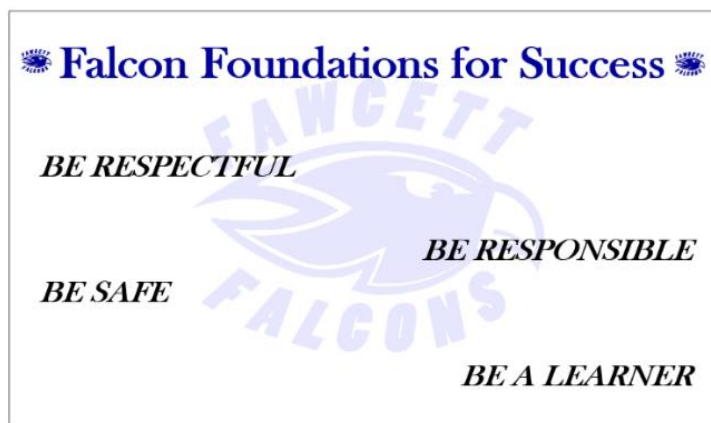 Falcon Foundations for Success
FAWCETT
BE RESPECTFUL
BE RESPONSIBLE
BE SAFE
FALCONS
BE A LEARNER